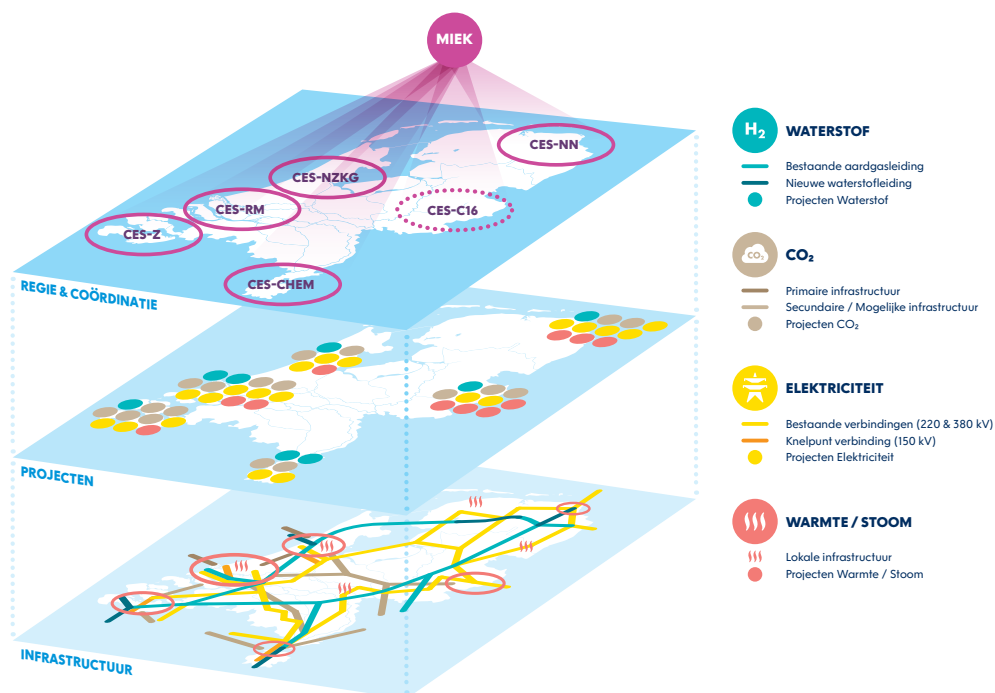 MIEK
CES-NN
CES-NZKG
CES-RM
CES-C16
CES-Z
CES-CHEM
REGIE & COÖRDINATIE
PROJECTEN
INFRASTRUCTUUR
H₂ WATERSTOF
Bestaande aardgasleiding
Nieuwe waterstofleiding
Projecten Waterstof
CO₂ CO₂
Primaire infrastructuur
Secundaire / Mogelijke infrastructuur
Projecten CO₂
ELEKTRICITEIT
Bestaande verbindingen (220 & 380 kV)
Knelpunt verbinding (150 kV)
Projecten Elektriciteit
WARMTE / STOOM
Lokale infrastructuur
Projecten Warmte / Stoom